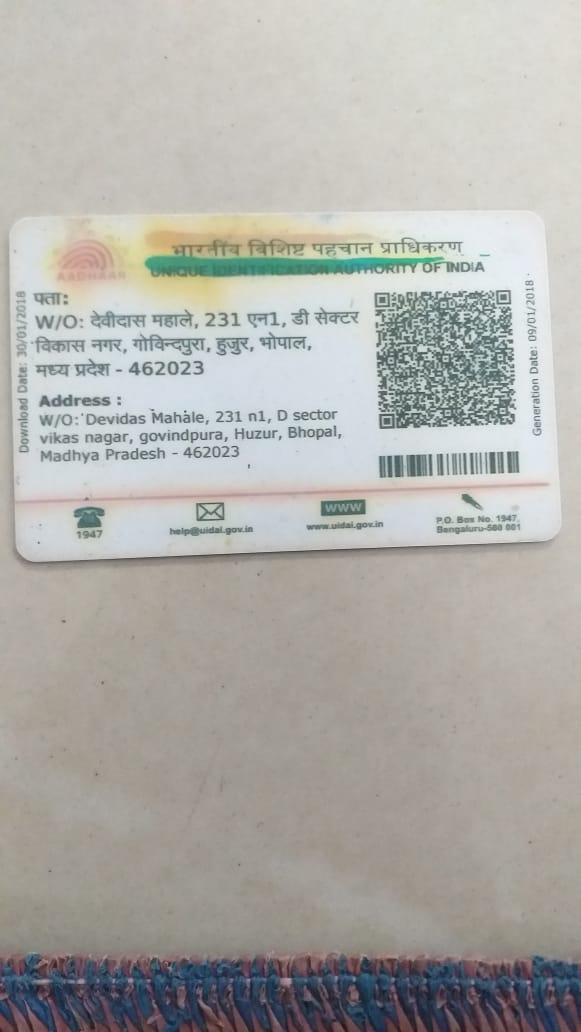 भारतीय विशिष्ट पहचान प्राधिकरण
AADHAAR
UNIQUE IDENTIFICATION AUTHORITY OF INDIA
Download Date: 30/01/2018
पता:
W/O: देवीदास महाले, 231 एन1, डी सेक्टर
विकास नगर, गोविन्दपुरा, हुजुर, भोपाल,
मध्य प्रदेश - 462023
Address :
W/O: Devidas Mahale, 231 n1, D sector
vikas nagar, govindpura, Huzur, Bhopal,
Madhya Pradesh - 462023
Generation Date: 09/01/2018
1947
help@uidai.gov.in
WWW
www.uidai.gov.in
P.O. Box No. 1947,
Bengaluru-560 001